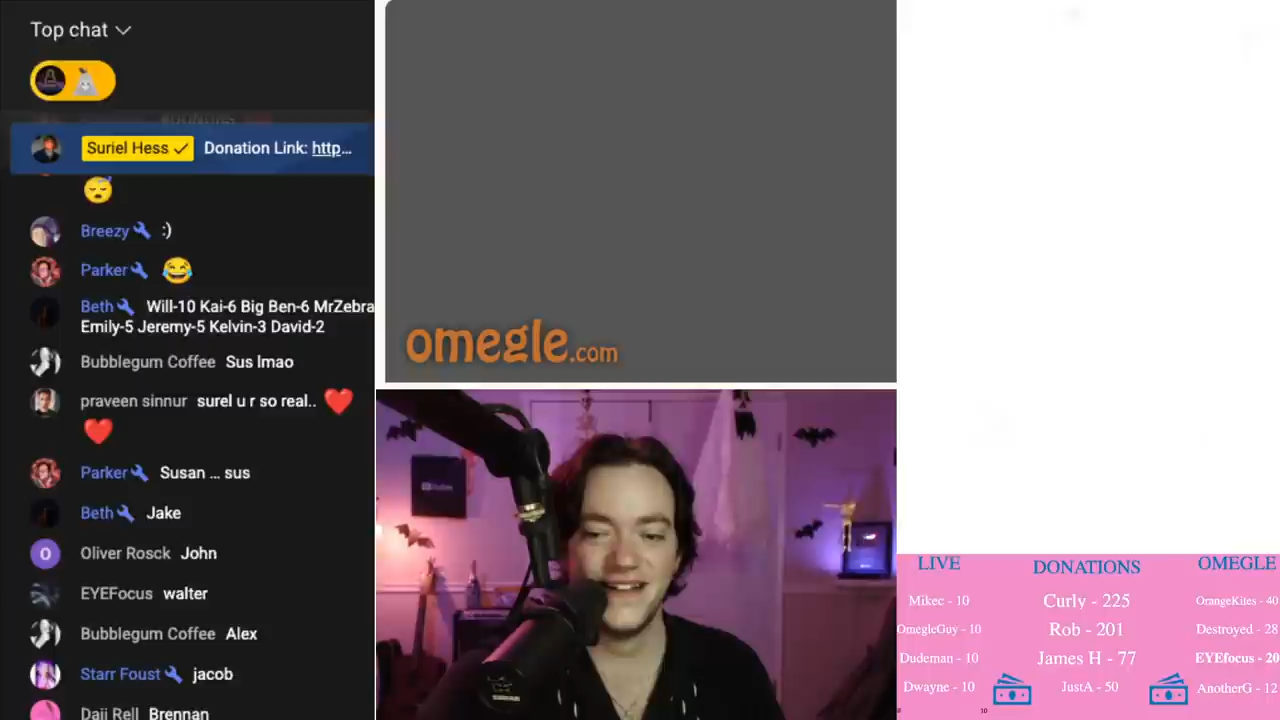 Top chat
Suriel Hess Donation Link: http...
Breezy :)
Parker
Beth Will-10 Kai-6 Big Ben-6 MrZebra
Emily-5 Jeremy-5 Kelvin-3 David-2
Bubblegum Coffee Sus lmao
praveen sinnur surel u r so real..
Parker Susan ... sus
Beth Jake
O Oliver Rosck John
EYEFocus walter
Bubblegum Coffee Alex
Starr Foust jacob
Daii Rell Brennan
omegle.com
LIVE
Mikec - 10
OmegleGuy - 10
Dudeman - 10
Dwayne - 10
DONATIONS
Curly - 225
Rob - 201
James H - 77
JustA - 50
OMEGLE
OrangeKites - 40
Destroyed - 28
EYEfocus - 20
AnotherG - 12
10